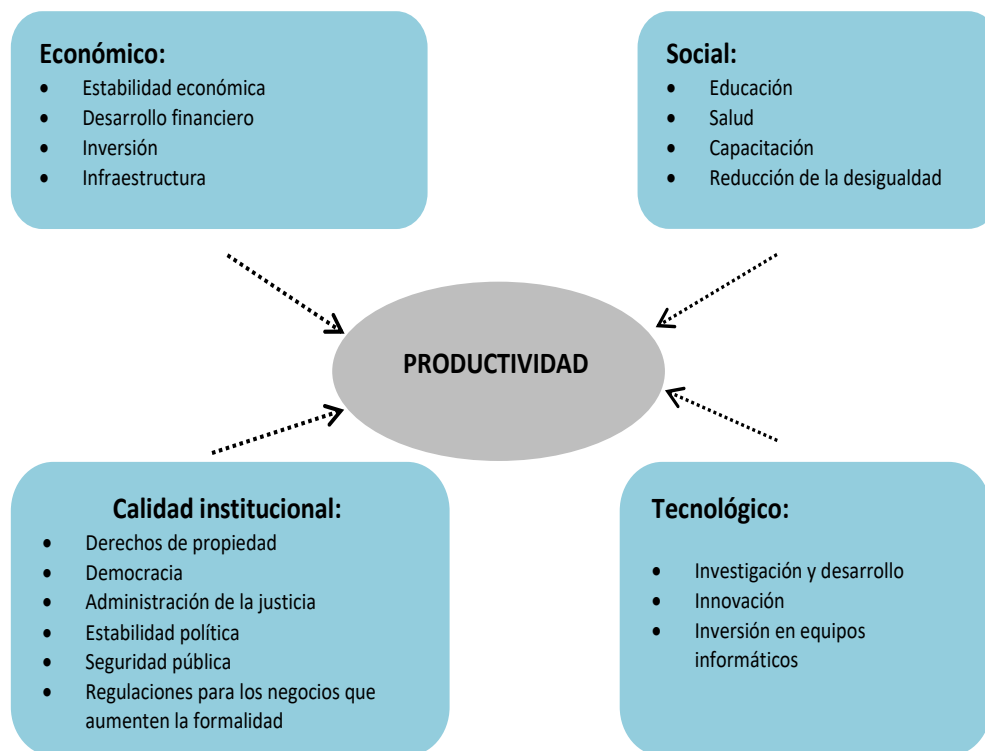 Económico:
• Estabilidad económica
• Desarrollo financiero
• Inversión
• Infraestructura
Social:
• Educación
• Salud
• Capacitación
• Reducción de la desigualdad
PRODUCTIVIDAD
Calidad institucional:
• Derechos de propiedad
• Democracia
• Administración de la justicia
• Estabilidad política
• Seguridad pública
• Regulaciones para los negocios que
aumenten la formalidad
Tecnológico:
• Investigación y desarrollo
• Innovación
• Inversión en equipos
informáticos